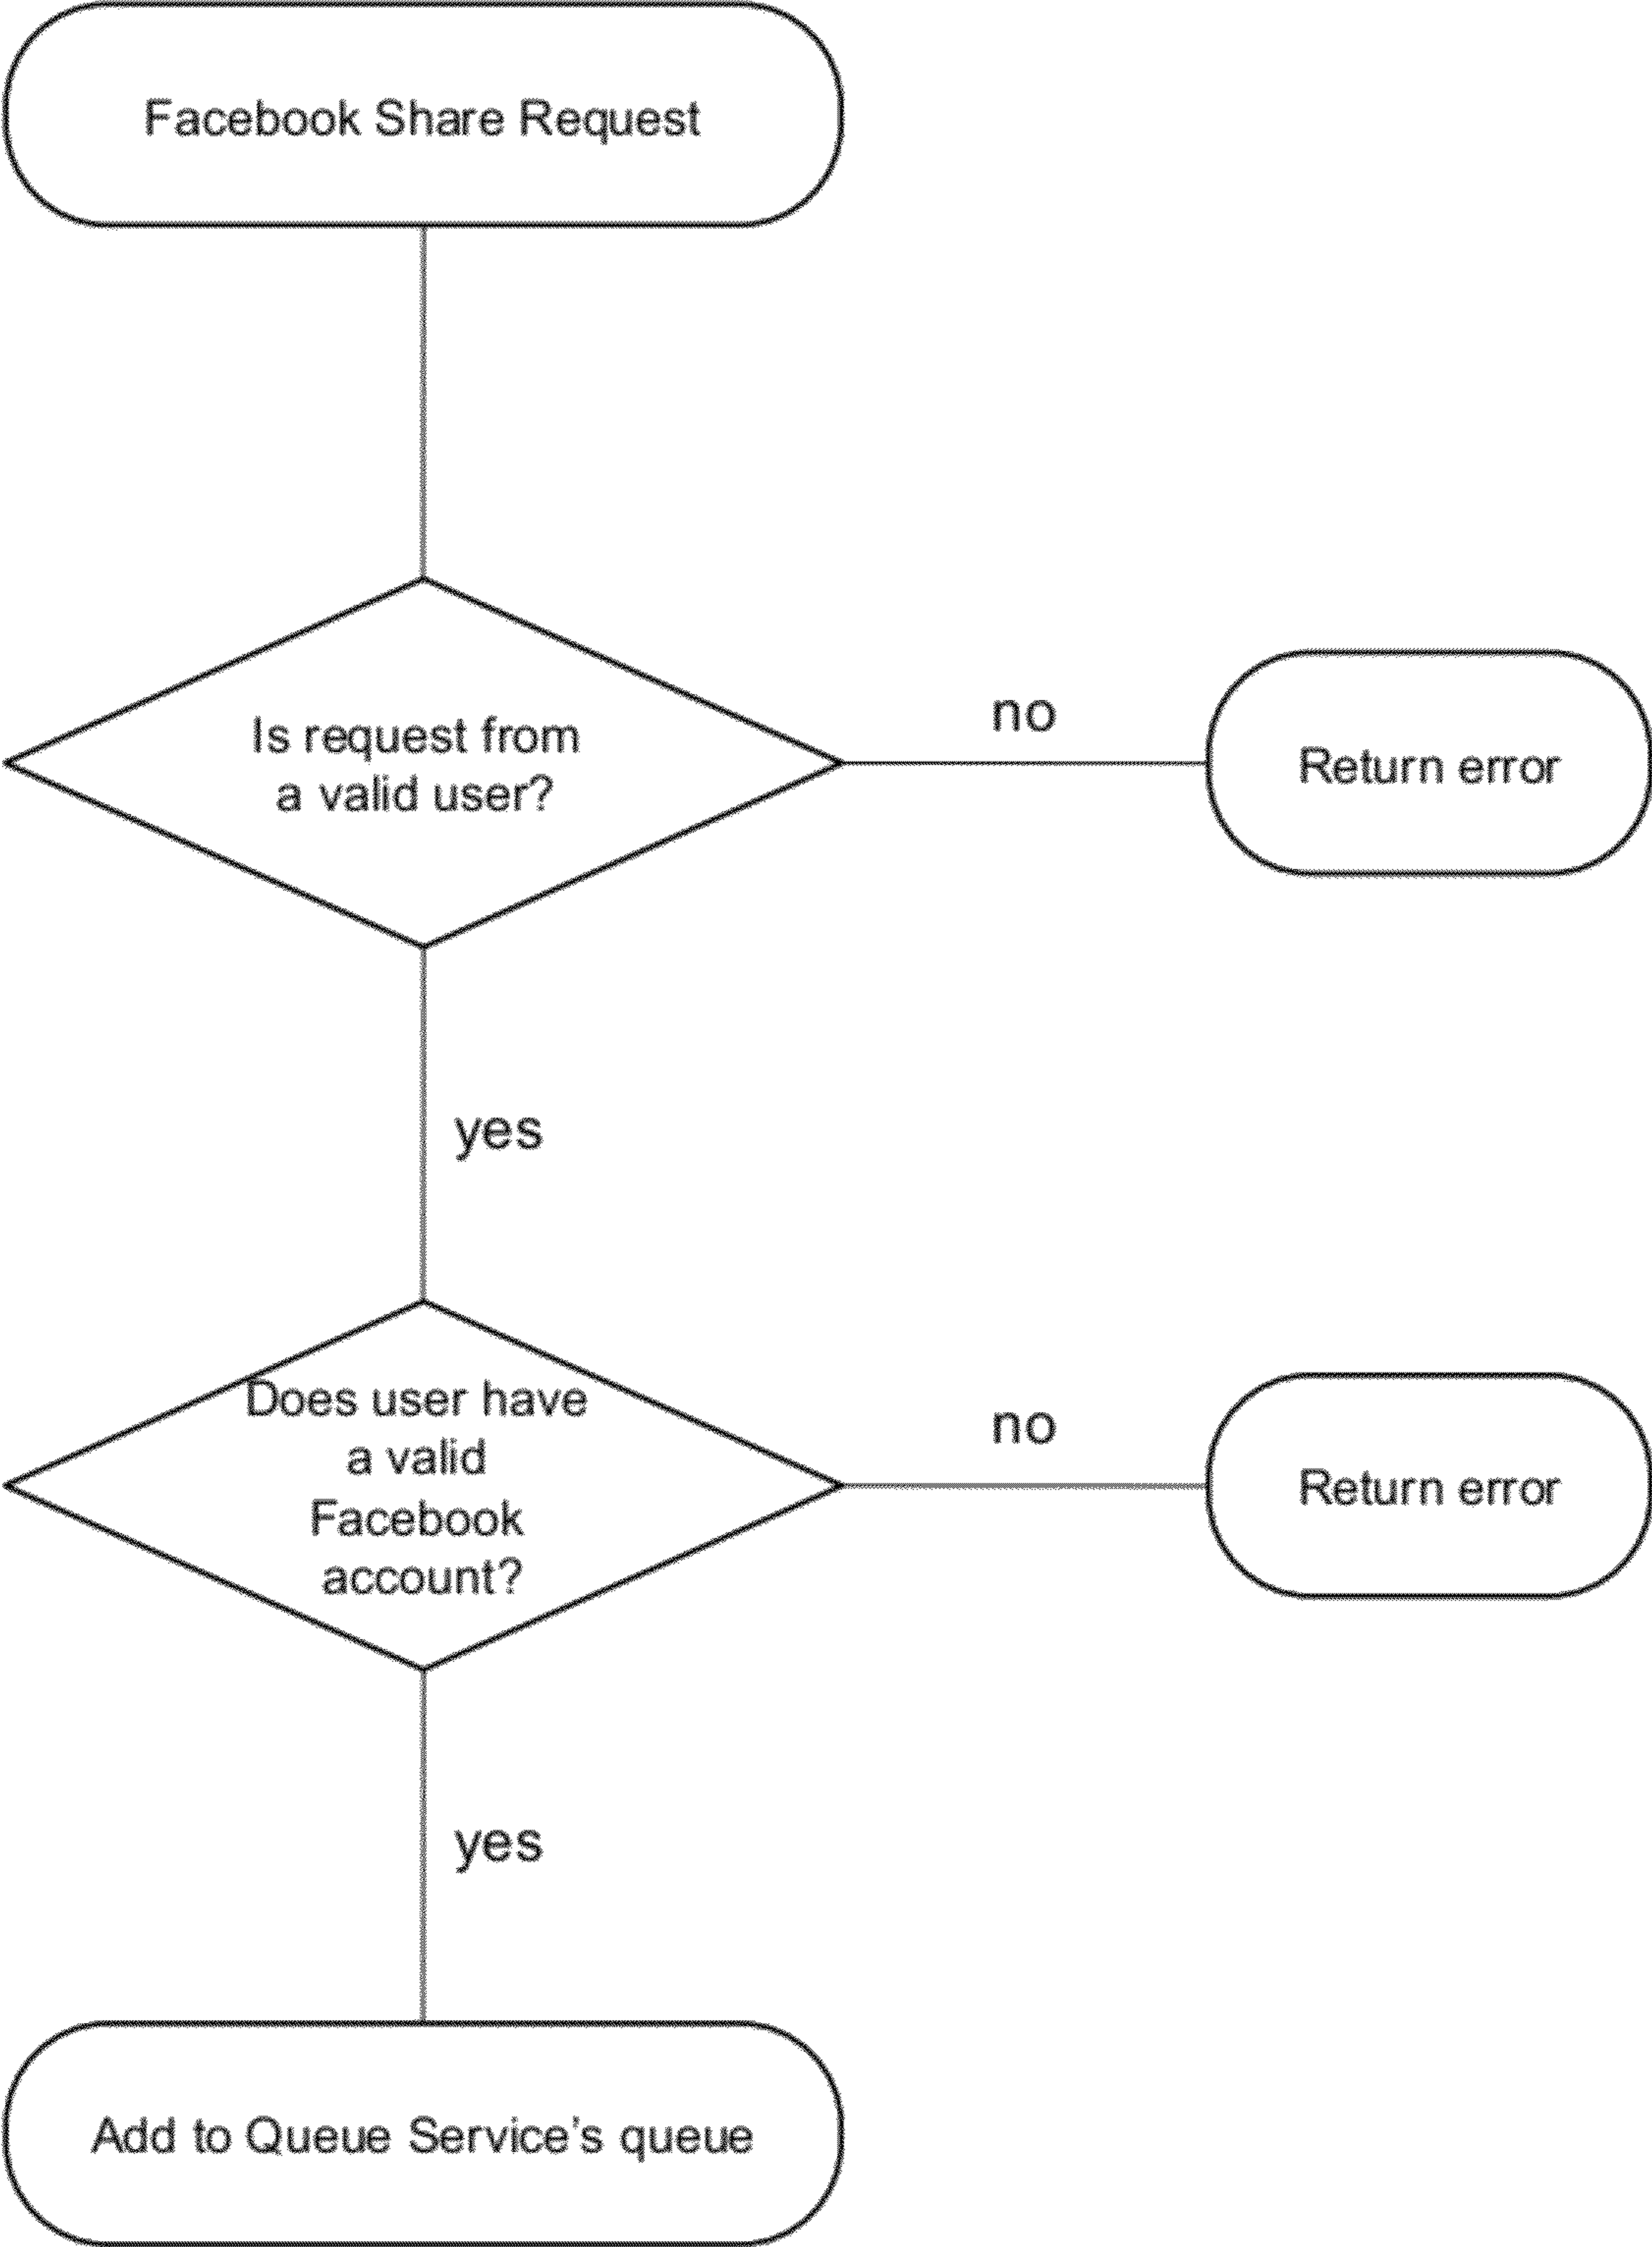 Facebook Share Request
Is request from
a valid user?
no
Return error
yes
Does user have
a valid
Facebook
account?
no
Return error
yes
Add to Queue Service's queue